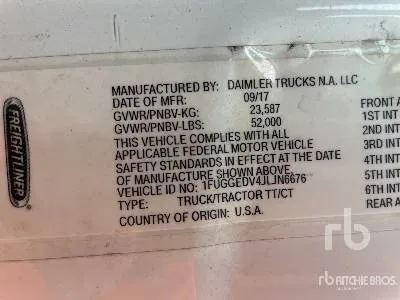 FREIGHTLINER
MANUFACTURED BY: DAIMLER TRUCKS N.A. LLC
DATE OF MFR: 09/17
GVWR/PNBV-KG: 23,587
GVWR/PNBV-LBS: 52,000
THIS VEHICLE COMPLIES WITH ALL
APPLICABLE FEDERAL MOTOR VEHICLE
SAFETY STANDARDS IN EFFECT AT THE DATE
OF MANUFACTURE SHOWN ABOVE.
VEHICLE ID NO: 1FUGGEDV4JLJN6676
TYPE: TRUCK/TRACTOR TT/CT
COUNTRY OF ORIGIN: U.S.A.
FRONT A
1ST INT
2ND INT
3RD INT
4TH INT
5TH INT
6TH INT
REAR A
rb
rb RITCHIE BROS.